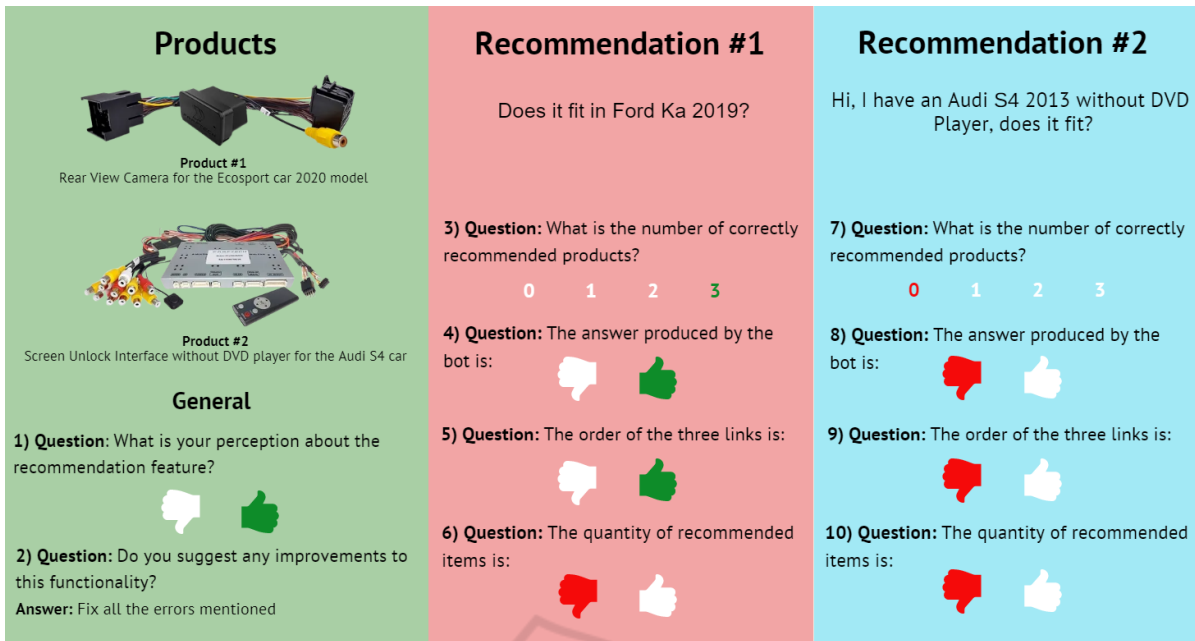 Products
Product #1
Rear View Camera for the Ecosport car 2020 model
Product #2
Screen Unlock Interface without DVD player for the Audi S4 car
General
1) Question: What is your perception about the
recommendation feature?
2) Question: Do you suggest any improvements to
this functionality?
Answer: Fix all the errors mentioned
Recommendation #1
Does it fit in Ford Ka 2019?
3) Question: What is the number of correctly
recommended products?
0 1 2 3
4) Question: The answer produced by the
bot is:
5) Question: The order of the three links is:
6) Question: The quantity of recommended
items is:
Recommendation #2
Hi, I have an Audi S4 2013 without DVD
Player, does it fit?
7) Question: What is the number of correctly
recommended products?
0 1 2 3
8) Question: The answer produced by the
bot is:
9) Question: The order of the three links is:
10) Question: The quantity of recommended
items is: